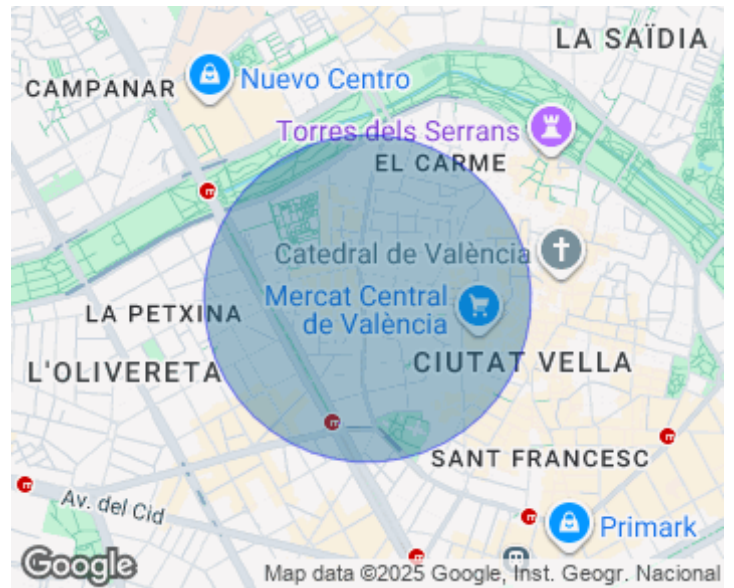 LA SAÏDIA
CAMPANAR
Nuevo Centro
Torres dels Serrans
EL CARME
Catedral de València
Mercat Central
de València
LA PETXINA
L'OLIVERETA
CIUTAT VELLA
SANT FRANCESC
Av. del Cid
Primark
Google
Map data ©2025 Google, Inst. Geogr. Nacional